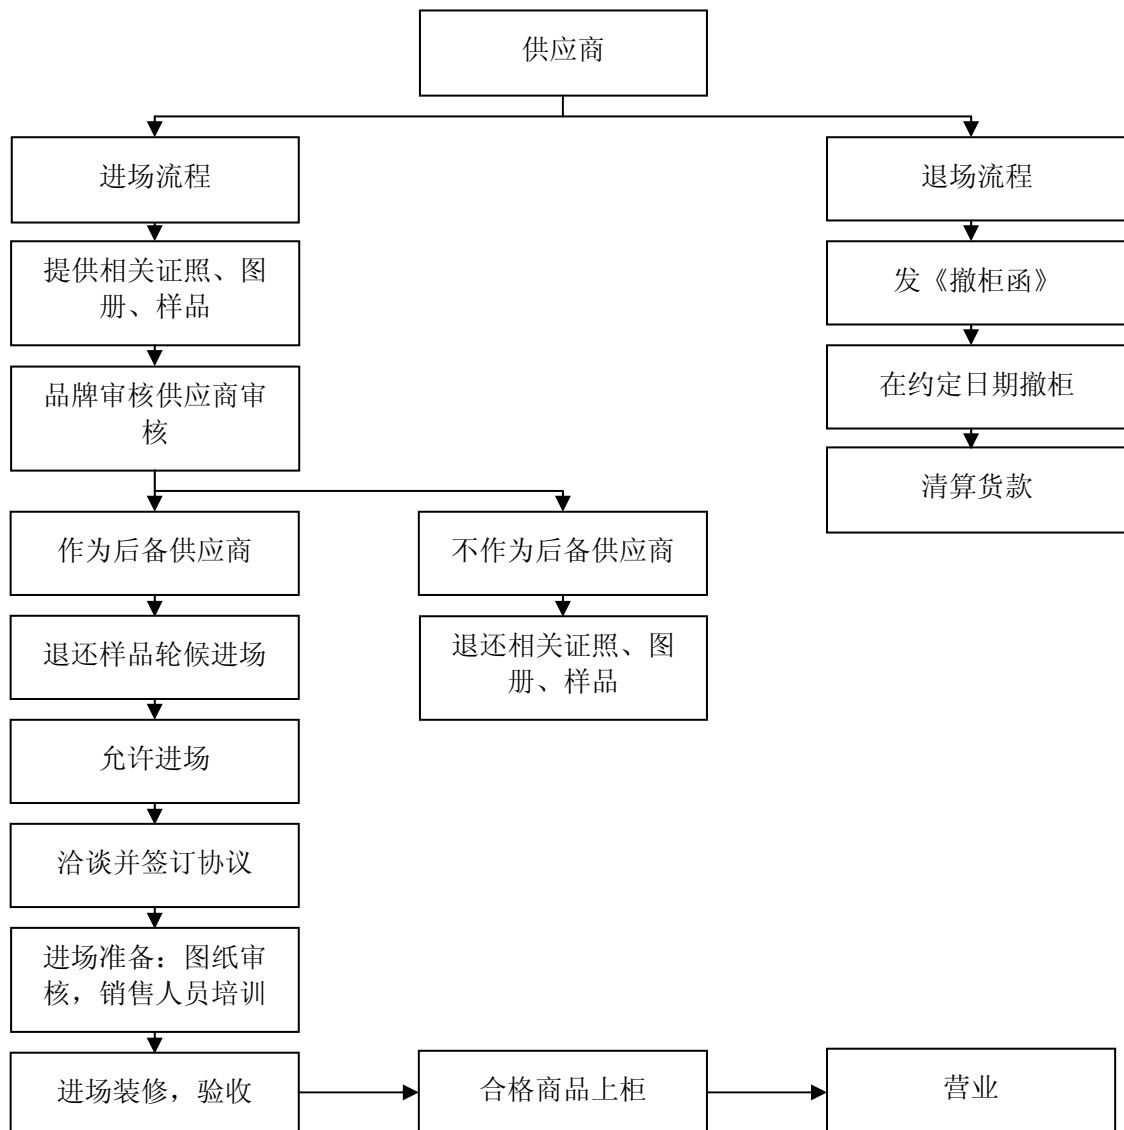 供应商
进场流程
退场流程
提供相关证照、图
册、样品
发《撤柜函》
品牌审核供应商审
核
在约定日期撤柜
清算货款
作为后备供应商
不作为后备供应商
退还样品轮候进场
退还相关证照、图
册、样品
允许进场
洽谈并签订协议
进场准备：图纸审
核，销售人员培训
进场装修，验收
合格商品上柜
营业